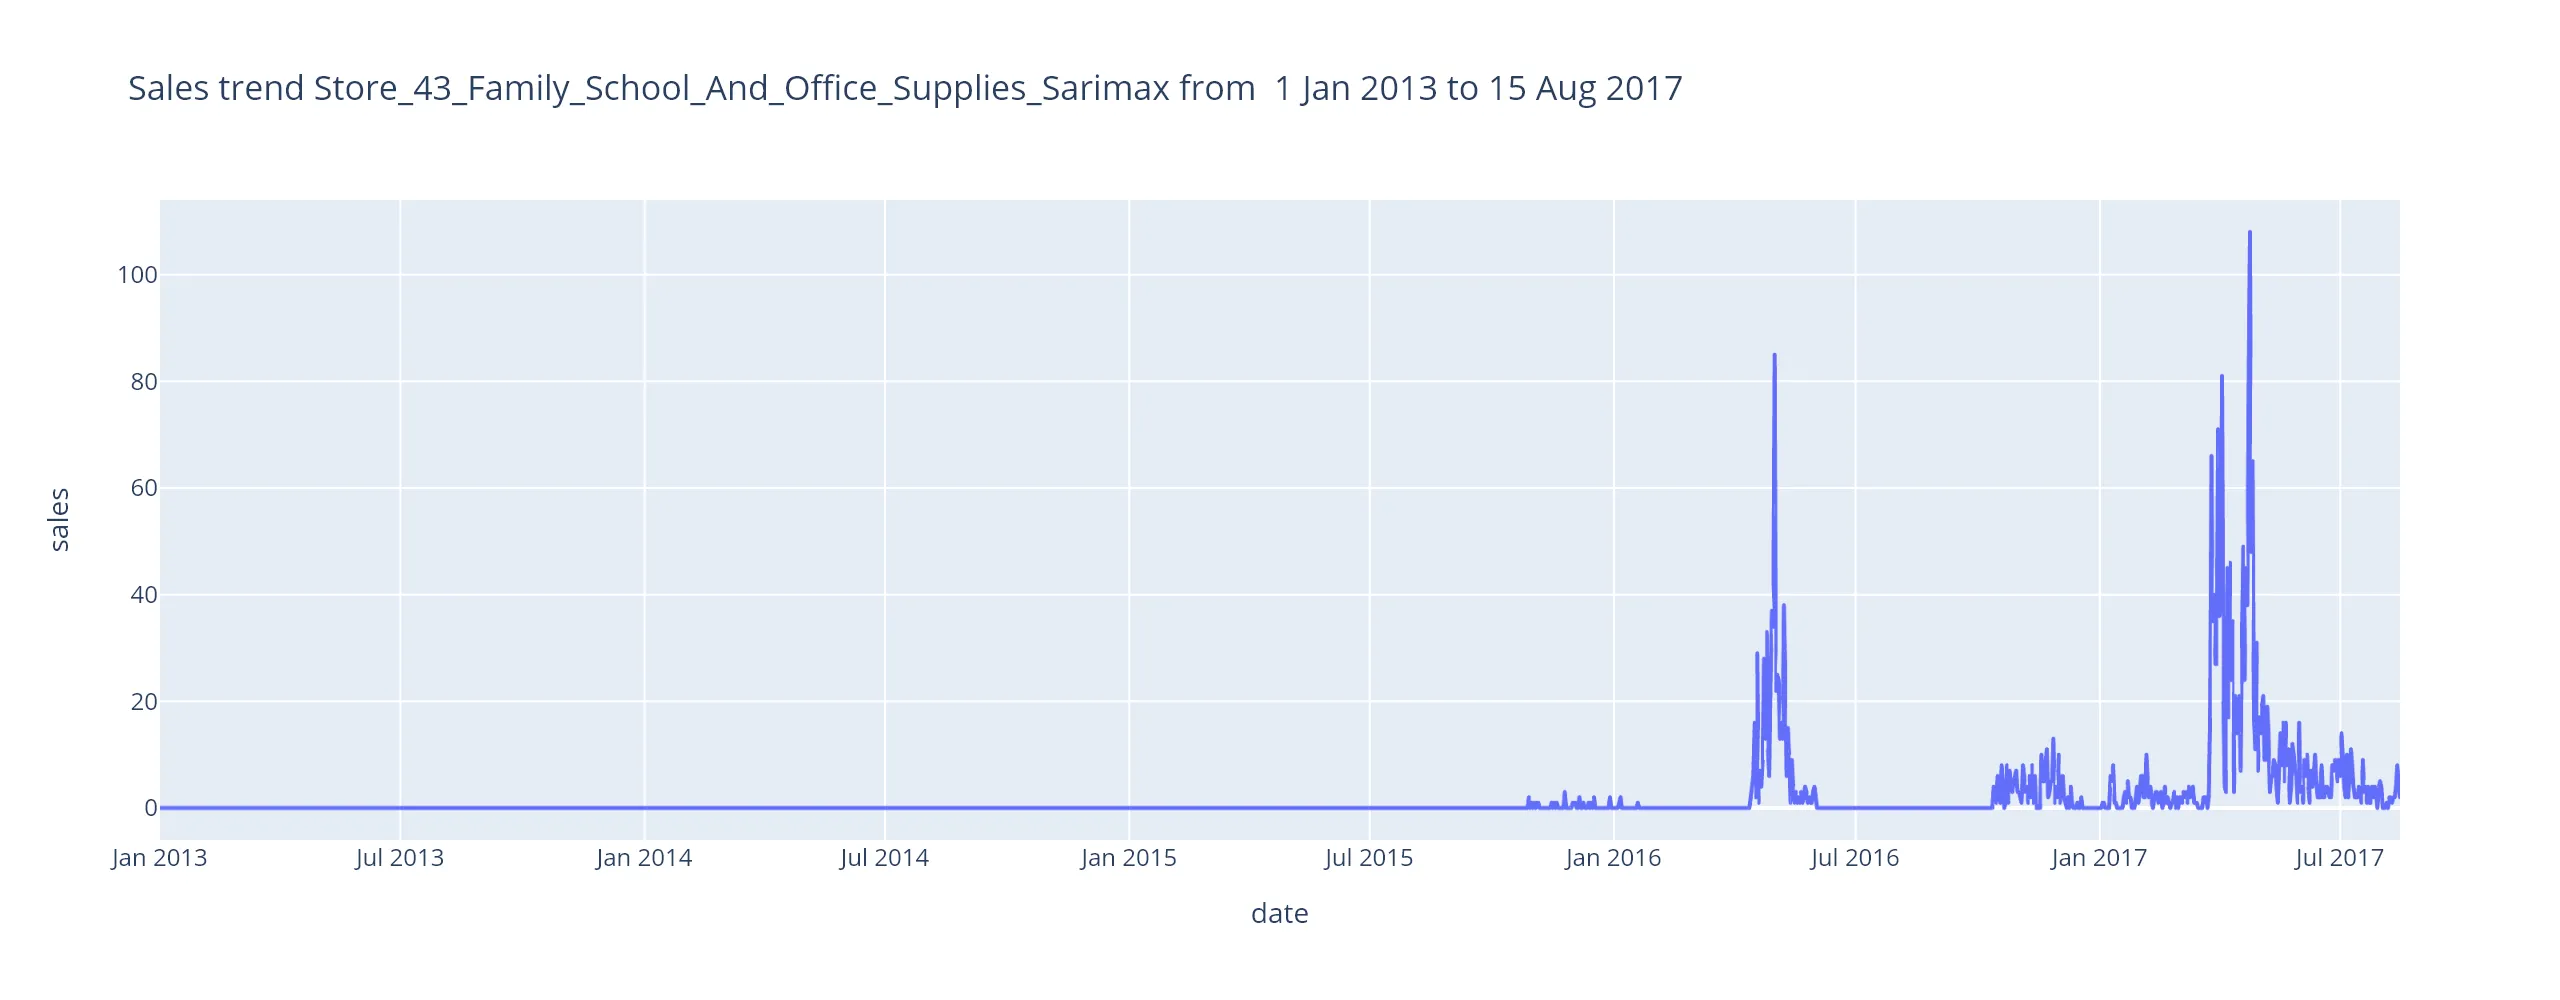 Sales trend Store_43_Family_School_And_Office_Supplies_Sarimax from  1 Jan 2013 to 15 Aug 2017
100
80
60
40
20
0
sales
Jan 2013 Jul 2013 Jan 2014 Jul 2014 Jan 2015 Jul 2015 Jan 2016 Jul 2016 Jan 2017 Jul 2017
date